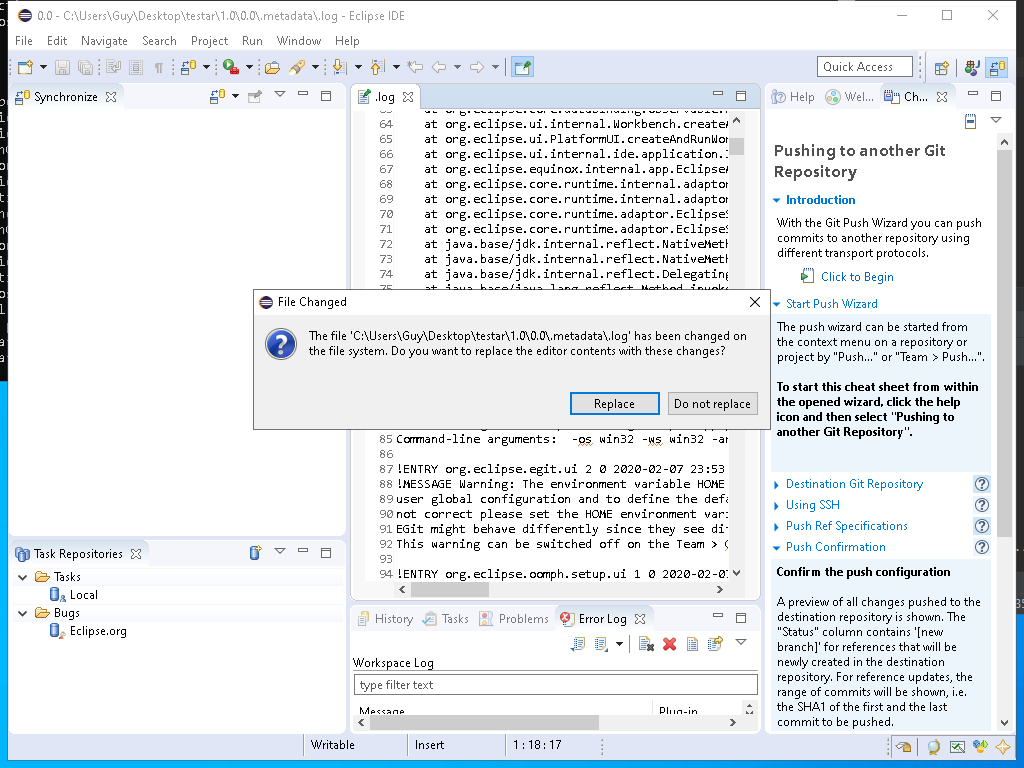 0.0 - C:\Users\Guy\Desktop\testar\1.0\0.0\.metadata\.log - Eclipse IDE
File Edit Navigate Search Project Run Window Help
Quick Access
Synchronize
.log
Help Wel... Ch...
64 at org.eclipse.ui.internal.Workbench.createA
65 at org.eclipse.ui.PlatformUI.createAndRunWor
66 at org.eclipse.ui.internal.ide.application.I
67 at org.eclipse.equinox.internal.app.EclipseA
68 at org.eclipse.core.runtime.internal.adaptor
69 at org.eclipse.core.runtime.internal.adaptor
70 at org.eclipse.core.runtime.adaptor.EclipseS
71 at org.eclipse.core.runtime.adaptor.EclipseS
72 at java.base/jdk.internal.reflect.NativeMeth
73 at java.base/jdk.internal.reflect.NativeMeth
74 at java.base/jdk.internal.reflect.Delegating
75 at java.base/java.lang.reflect.Method.invoke
Pushing to another Git
Repository
Introduction
With the Git Push Wizard you can push
commits to another repository using
different transport protocols.
Click to Begin
Start Push Wizard
The push wizard can be started from
the context menu on a repository or
project by "Push..." or "Team > Push...".
To start this cheat sheet from within
the opened wizard, click the help
icon and then select "Pushing to
another Git Repository".
File Changed
The file 'C:\Users\Guy\Desktop\testar\1.0\0.0\.metadata\.log' has been changed on
the file system. Do you want to replace the editor contents with these changes?
Replace Do not replace
85 Command-line arguments: -os win32 -ws win32 -ar
86
87 !ENTRY org.eclipse.egit.ui 2 0 2020-02-07 23:53
88 !MESSAGE Warning: The environment variable HOME
89 user global configuration and to define the defa
90 not correct please set the HOME environment vari
91 EGit might behave differently since they see dif
92 This warning can be switched off on the Team >
93
94 !ENTRY org.eclipse.oomph.setup.ui 1 0 2020-02-07
Destination Git Repository
Using SSH
Push Ref Specifications
Push Confirmation
Confirm the push configuration
A preview of all changes pushed to the
destination repository is shown. The
"Status" column contains '[new
branch]' for references that will be
newly created in the destination
repository. For reference updates, the
range of commits will be shown, i.e.
the SHA1 of the first and the last
commit to be pushed.
Task Repositories
Tasks
Local
Bugs
Eclipse.org
History Tasks Problems Error Log
Workspace Log
type filter text
Message Plug-in
Writable Insert 1 : 18 : 17